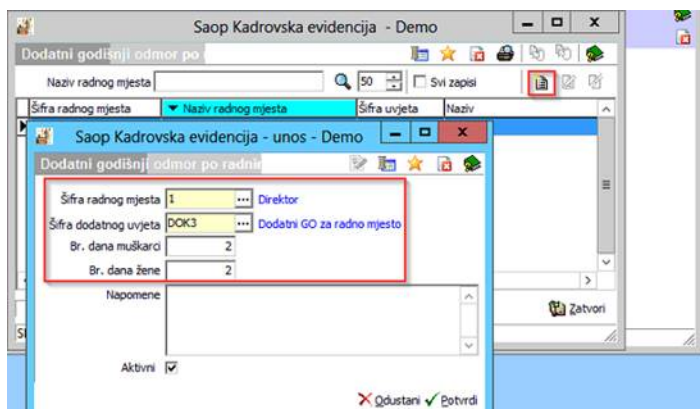 Saop Kadrovska evidencija - Demo
Dodatni godišnji odmor po
Naziv radnog mjesta
50
Svi zapisi
Šifra radnog mjesta
Naziv radnog mjesta
Šifra uvjeta
Naziv
Saop Kadrovska evidencija - unos - Demo
Dodatni godišnji odmor po radnim
Šifra radnog mjesta 1 ... Direktor
Šifra dodatnog uvjeta DOK3 ... Dodatni GO za radno mjesto
Br. dana muškarci 2
Br. dana žene 2
Napomene
Zatvori
Aktivni
Odustani
Potvrdi